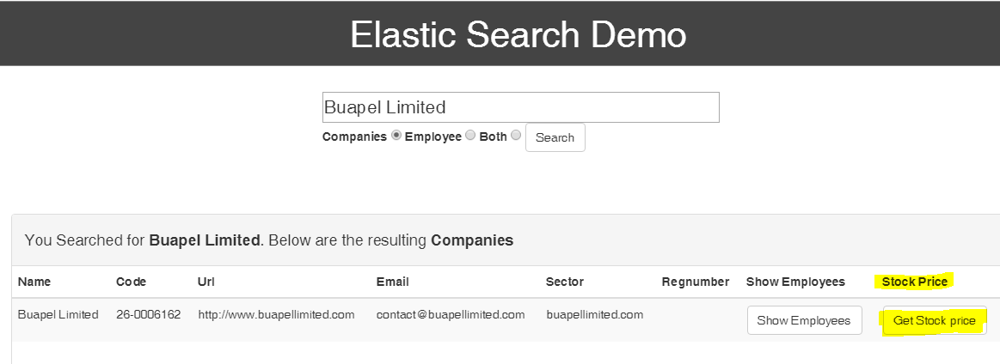 Elastic Search Demo
Buapel Limited
Companies Employee Both Search
You Searched for Buapel Limited. Below are the resulting Companies
Name Code Url Email Sector Regnumber Show Employees Stock Price
Buapel Limited 26-0006162 http://www.buapellimited.com contact@buapellimited.com buapellimited.com Show Employees Get Stock price